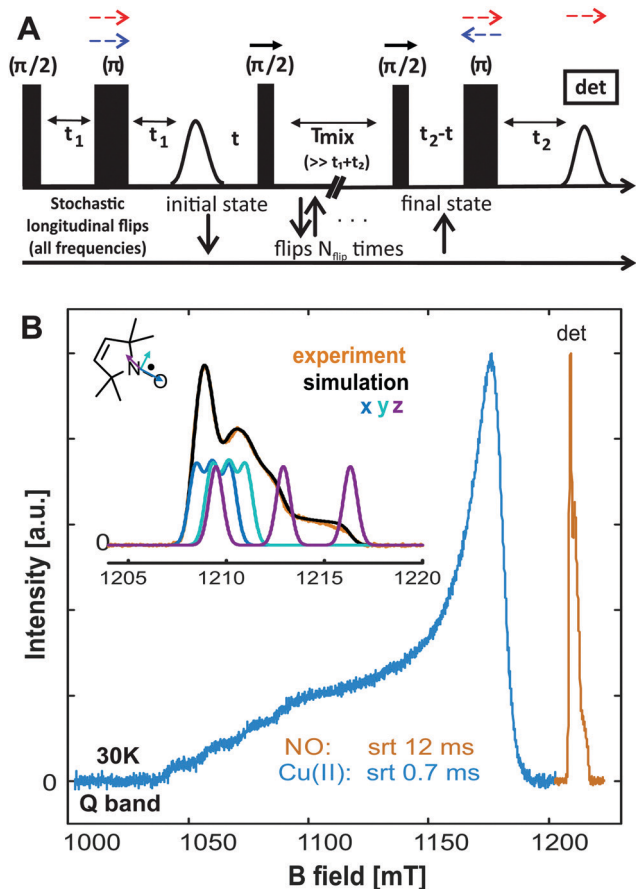 A
(π/2)
(π)
(π/2)
(π/2)
(π)
det
t₁
t₁
t
Tmix
(>> t₁+t₂)
t₂-t
t₂
Stochastic
longitudinal flips
(all frequencies)
initial state
flips N_flip times
. . .
final state
B
det
experiment
simulation
x y z
N
O
0
1205
1210
1215
1220
Intensity [a.u.]
30K
Q band
NO: srt 12 ms
Cu(II): srt 0.7 ms
0
1000
1050
1100
1150
1200
B field [mT]